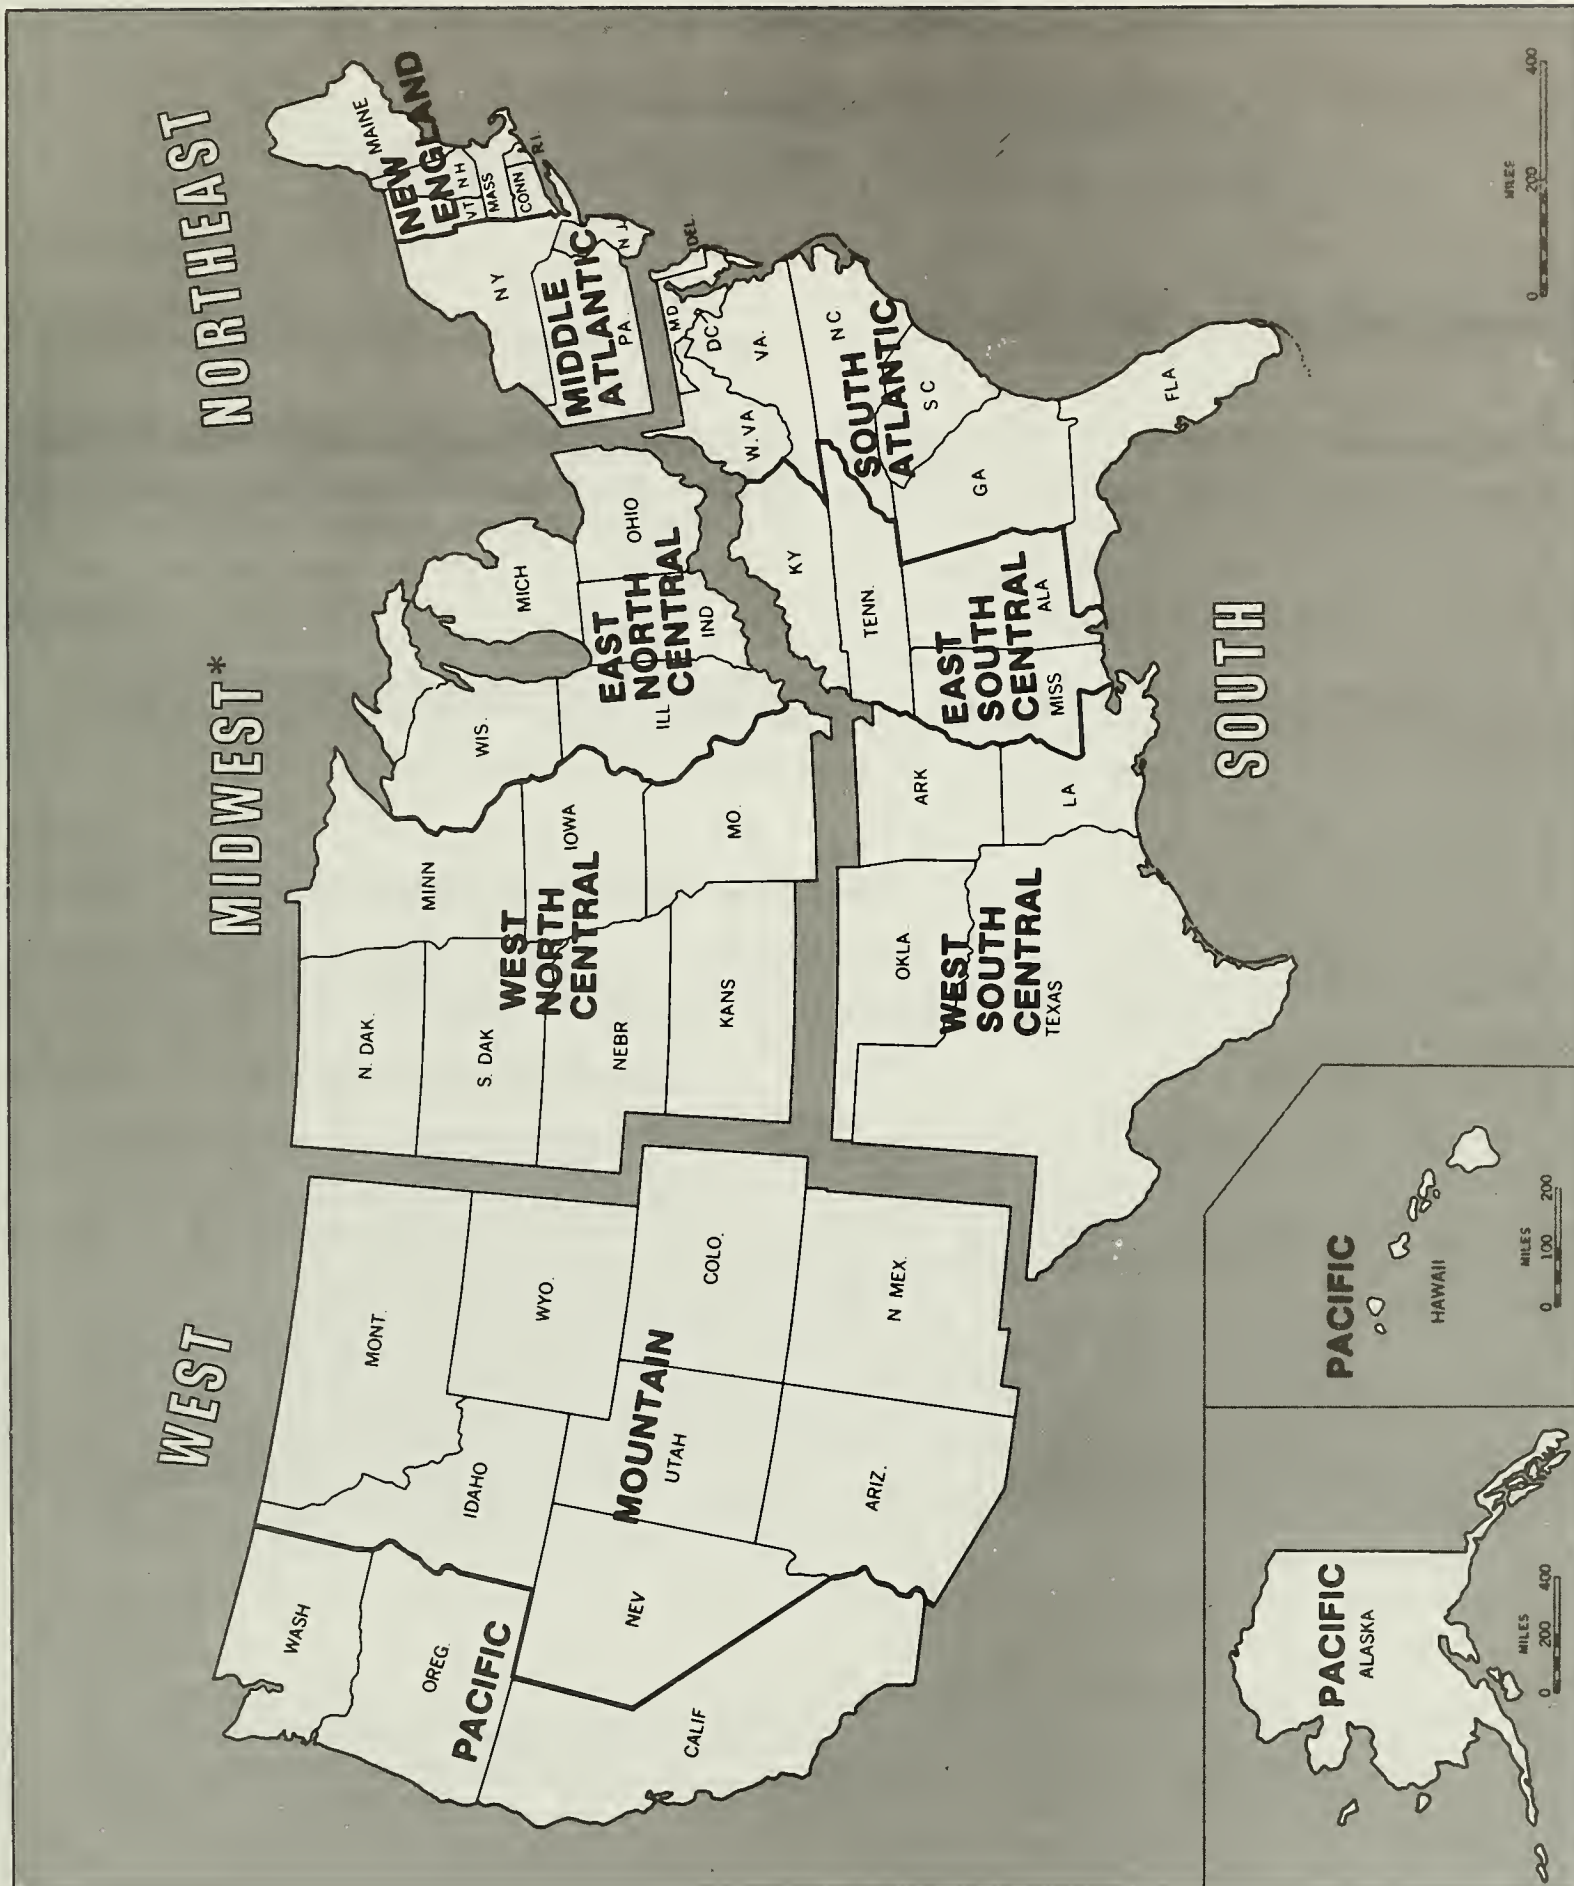 WEST
MIDWEST*
NORTHEAST
SOUTH
PACIFIC
WASH
OREG.
CALIF
MOUNTAIN
MONT.
IDAHO
WYO.
NEV
UTAH
COLO.
ARIZ.
N MEX.
WEST
NORTH
CENTRAL
N. DAK.
S. DAK
NEBR
KANS
MINN
IOWA
MO.
EAST
NORTH
CENTRAL
WIS.
MICH
ILL
IND
OHIO
NEW
ENGLAND
MAINE
VT
NH
MASS
CONN
R.I.
MIDDLE
ATLANTIC
NY
PA.
N J.
SOUTH
ATLANTIC
DEL.
MD
DC
VA.
W. VA
N C.
S C
GA
FLA
EAST
SOUTH
CENTRAL
KY
TENN.
ALA
MISS
WEST
SOUTH
CENTRAL
OKLA.
ARK
LA
TEXAS
PACIFIC
ALASKA
MILES
0 200 400
PACIFIC
HAWAII
MILES
0 100 200
MILES
0 200 400